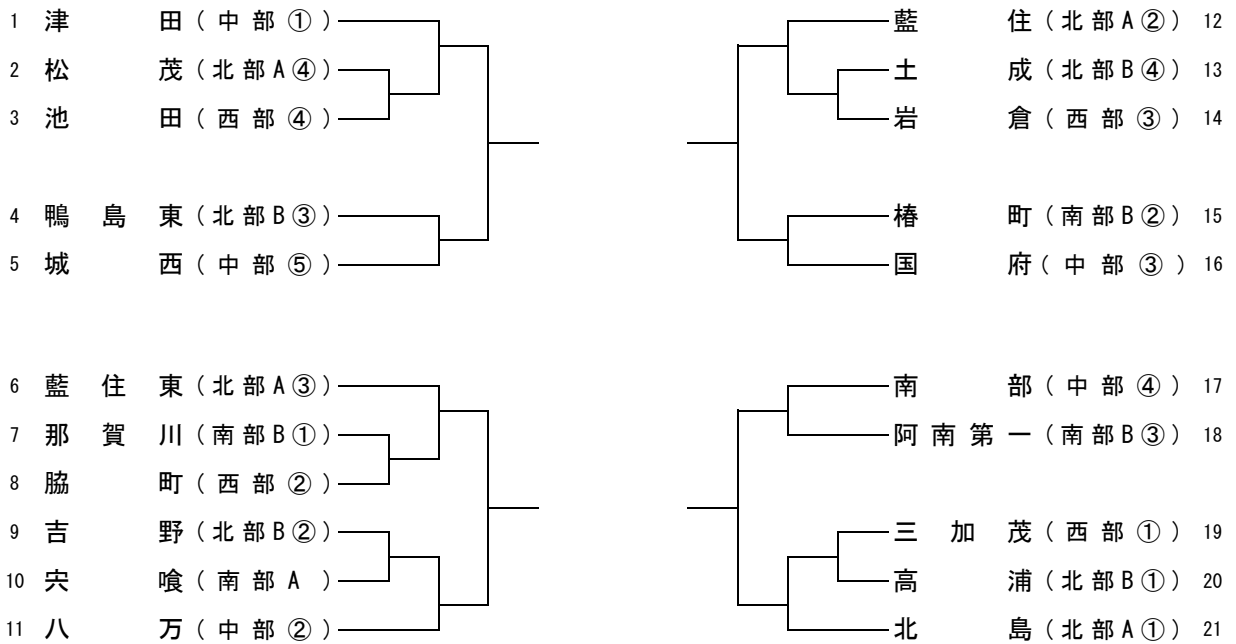 1 津田(中部①)
2 松茂(北部A④)
3 池田(西部④)
4 鴨島東(北部B③)
5 城西(中部⑤)
6 藍住東(北部A③)
7 那賀川(南部B①)
8 脇町(西部②)
9 吉野(北部B②)
10 宍喰(南部A)
11 八万(中部②)
藍住(北部A②) 12
土成(北部B④) 13
岩倉(西部③) 14
椿町(南部B②) 15
国府(中部③) 16
南部(中部④) 17
阿南第一(南部B③) 18
三加茂(西部①) 19
高浦(北部B①) 20
北島(北部A①) 21